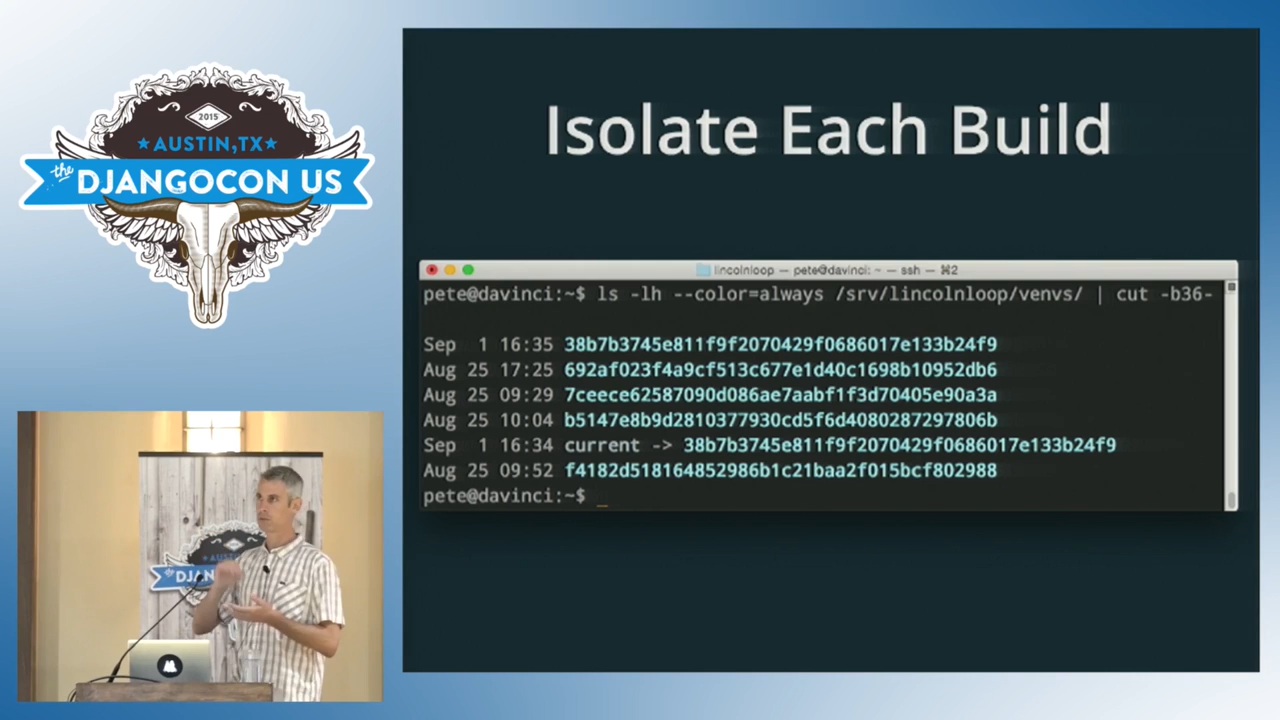 2015
AUSTIN, TX
the
DJANGOCON US
Isolate Each Build
lincolnloop — pete@davinci: ~ — ssh — ⌘2
pete@davinci:~$ ls -lh --color=always /srv/lincolnloop/venvs/ | cut -b36-
Sep  1 16:35 38b7b3745e811f9f2070429f0686017e133b24f9
Aug 25 17:25 692af023f4a9cf513c677e1d40c1698b10952db6
Aug 25 09:29 7ceece62587090d086ae7aabf1f3d70405e90a3a
Aug 25 10:04 b5147e8b9d2810377930cd5f6d4080287297806b
Sep  1 16:34 current -> 38b7b3745e811f9f2070429f0686017e133b24f9
Aug 25 09:52 f4182d518164852986b1c21baa2f015bcf802988
pete@davinci:~$ _